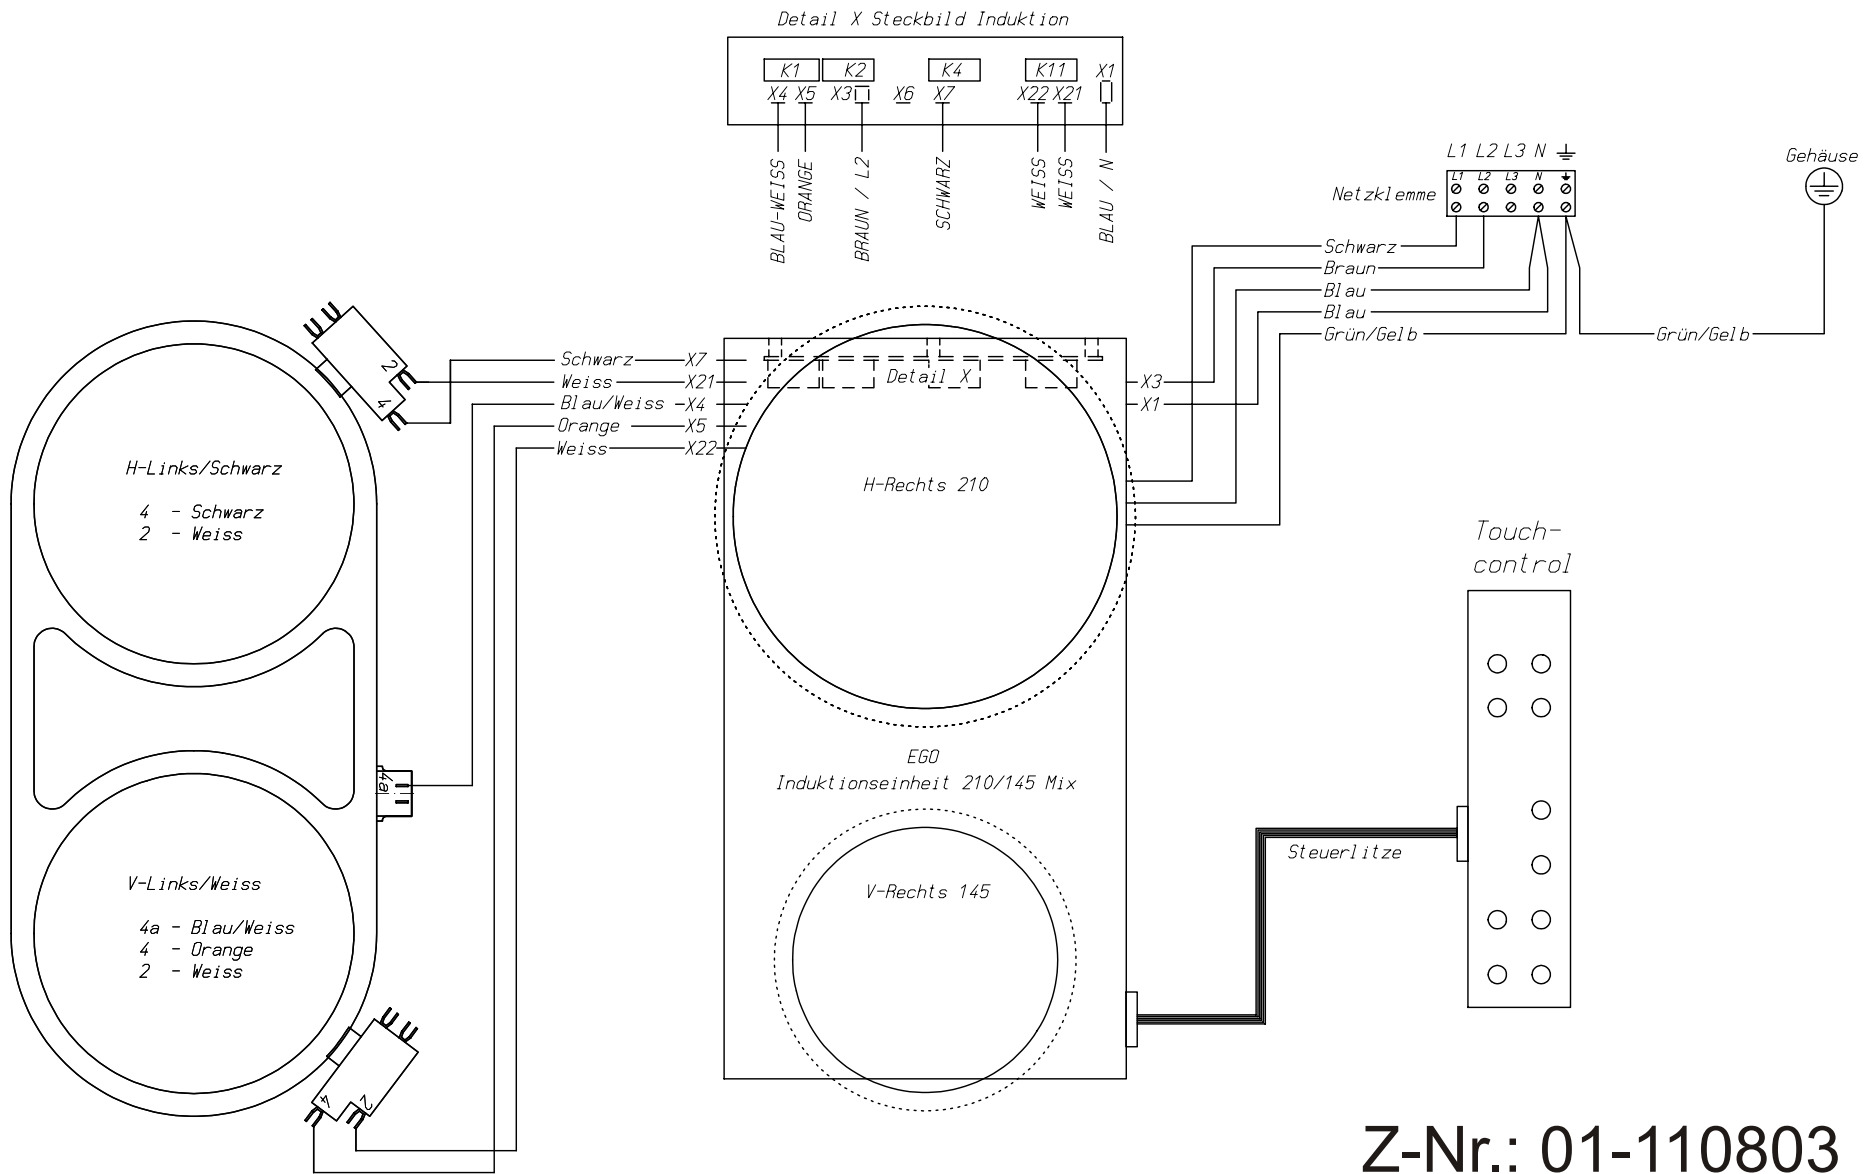 Detail X Steckbild Induktion
K1 K2 K4 K11 X1
X4 X5 X3 X6 X7 X22 X21
BLAU-WEISS
ORANGE
BRAUN / L2
SCHWARZ
WEISS
WEISS
BLAU / N
L1 L2 L3 N
Netzklemme
L1 L2 L3 N
Gehäuse
Schwarz
Braun
Blau
Blau
Grün/Gelb
Grün/Gelb
2
4
Schwarz X7
Weiss X21
Blau/Weiss X4
Orange X5
Weiss X22
Detail X
X3
X1
H-Links/Schwarz
4 - Schwarz
2 - Weiss
H-Rechts 210
Touch-
control
4a
EGO
Induktionseinheit 210/145 Mix
Steuerlitze
V-Links/Weiss
4a - Blau/Weiss
4 - Orange
2 - Weiss
V-Rechts 145
4
2
Z-Nr.: 01-110803